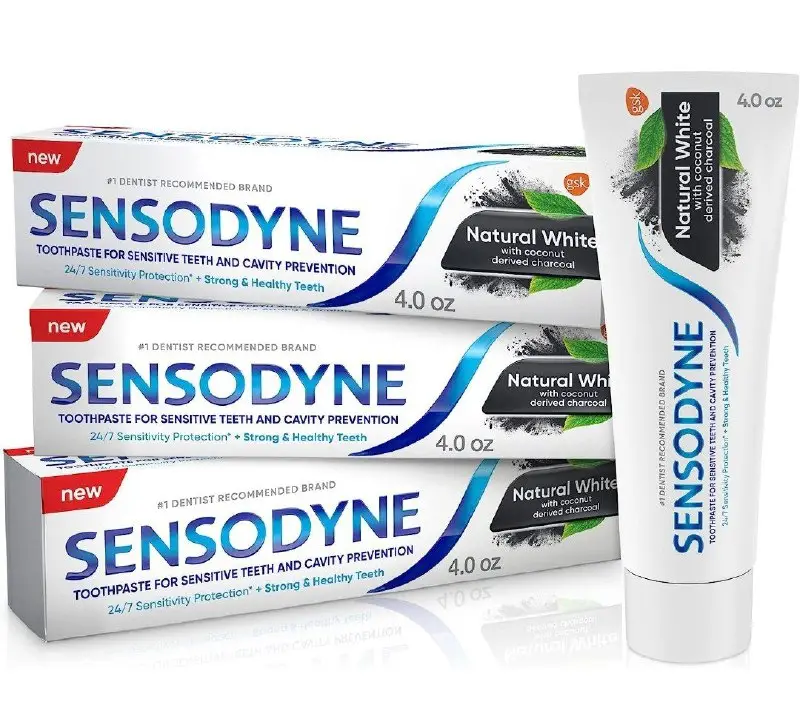 new
#1 DENTIST RECOMMENDED BRAND
SENSODYNE
TOOTHPASTE FOR SENSITIVE TEETH AND CAVITY PREVENTION
24/7 Sensitivity Protection* + Strong & Healthy Teeth
4.0 oz
gsk
Natural White
with coconut
derived charcoal
new
#1 DENTIST RECOMMENDED BRAND
SENSODYNE
TOOTHPASTE FOR SENSITIVE TEETH AND CAVITY PREVENTION
24/7 Sensitivity Protection* + Strong & Healthy Teeth
4.0 oz
Natural Whi
with coconut
derived charcoal
new
#1 DENTIST RECOMMENDED BRAND
SENSODYNE
TOOTHPASTE FOR SENSITIVE TEETH AND CAVITY PREVENTION
24/7 Sensitivity Protection* + Strong & Healthy Teeth
4.0 oz
Natural White
with coconut
derived charcoal
gsk
4.0 oz
Natural White
with coconut
derived charcoal
#1 DENTIST RECOMMENDED BRAND
SENSODYNE
TOOTHPASTE FOR SENSITIVE TEETH AND CAVITY PREVENTION
24/7 Sensitivity Protection* + Strong & Healthy Teeth